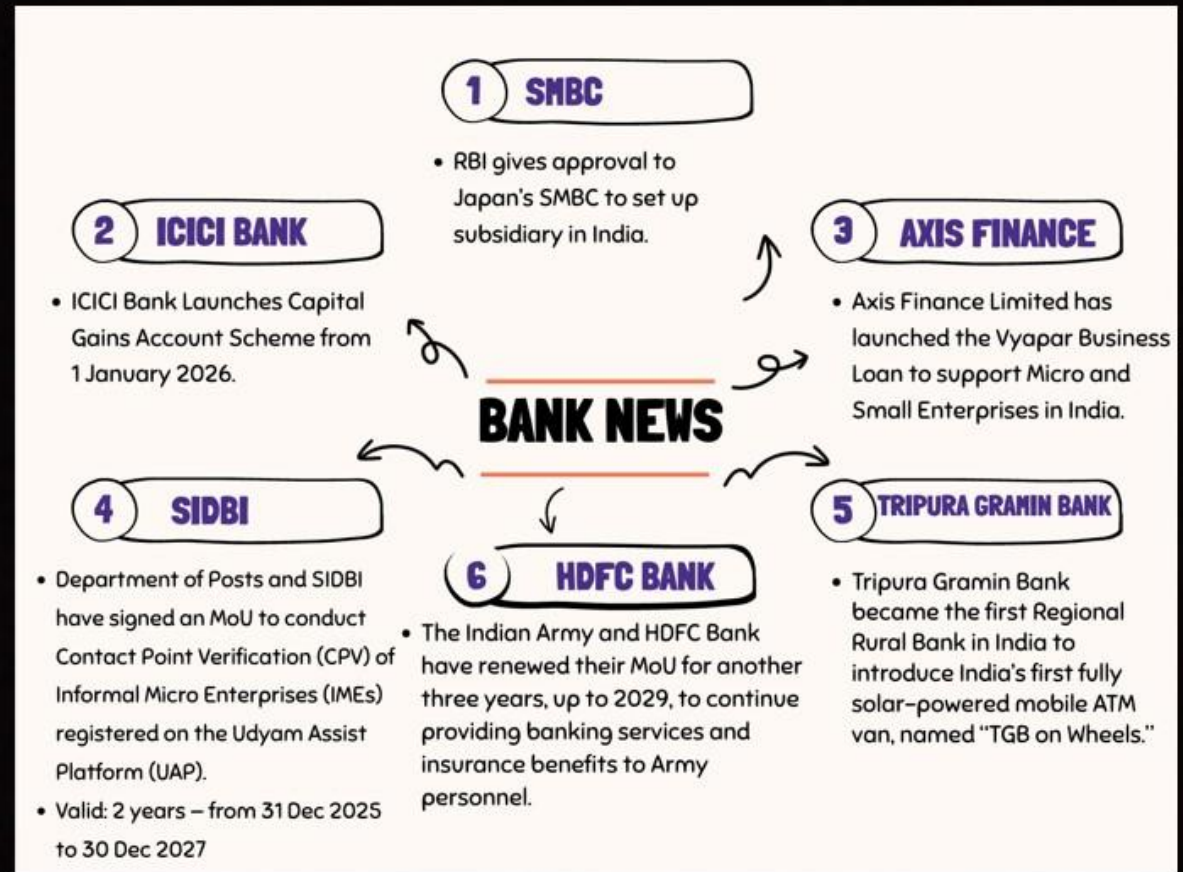 1 SMBC
• RBI gives approval to
Japan's SMBC to set up
subsidiary in India.
2 ICICI BANK
• ICICI Bank Launches Capital
Gains Account Scheme from
1 January 2026.
3 AXIS FINANCE
• Axis Finance Limited has
launched the Vyapar Business
Loan to support Micro and
Small Enterprises in India.
BANK NEWS
4 SIDBI
• Department of Posts and SIDBI
have signed an MoU to conduct
Contact Point Verification (CPV) of
Informal Micro Enterprises (IMEs)
registered on the Udyam Assist
Platform (UAP).
• Valid: 2 years – from 31 Dec 2025
to 30 Dec 2027
5 TRIPURA GRAMIN BANK
• Tripura Gramin Bank
became the first Regional
Rural Bank in India to
introduce India's first fully
solar-powered mobile ATM
van, named “TGB on Wheels.”
6 HDFC BANK
• The Indian Army and HDFC Bank
have renewed their MoU for another
three years, up to 2029, to continue
providing banking services and
insurance benefits to Army
personnel.